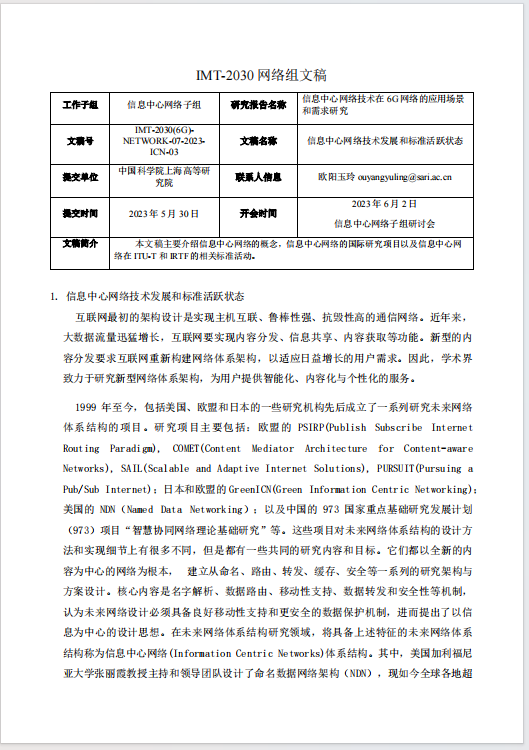 IMT-2030 网络组文稿
工作子组 信息中心网络子组 研究报告名称 信息中心网络技术在 6G 网络的应用场景和需求研究
文稿号 IMT-2030(6G)-NETWORK-07-2023-ICN-03 文稿名称 信息中心网络技术发展和标准活跃状态
提交单位 中国科学院上海高等研究院 联系人信息 欧阳玉玲 ouyangyuling@sari.ac.cn
提交时间 2023 年 5 月 30 日 开会时间 2023 年 6 月 2 日
信息中心网络子组研讨会
文稿简介 本文稿主要介绍信息中心网络的概念，信息中心网络的国际研究项目以及信息中心网
络在 ITU-T 和 IRTF 的相关标准活动。
1. 信息中心网络技术发展和标准活跃状态
互联网最初的架构设计是实现主机互联、鲁棒性强、抗毁性高的通信网络。近年来，
大数据流量迅猛增长，互联网要实现内容分发、信息共享、内容获取等功能。新型的内
容分发要求互联网重新构建网络体系架构，以适应日益增长的用户需求。因此，学术界
致力于研究新型网络体系架构，为用户提供智能化、内容化与个性化的服务。
1999 年至今，包括美国、欧盟和日本的一些研究机构先后成立了一系列研究未来网络
体系结构的项目。研究项目主要包括：欧盟的 PSIRP(Publish Subscribe Internet
Routing Paradigm), COMET(Content Mediator Architecture for Content-aware
Networks), SAIL(Scalable and Adaptive Internet Solutions), PURSUIT(Pursuing a
Pub/Sub Internet)；日本和欧盟的 GreenICN(Green Information Centric Networking)；
美国的 NDN（Named Data Networking）；以及中国的 973 国家重点基础研究发展计划
（973）项目“智慧协同网络理论基础研究”等。这些项目对未来网络体系结构的设计方
法和实现细节上有很多不同，但是都有一些共同的研究内容和目标。它们都以全新的内
容为中心的网络为根本， 建立从命名、路由、转发、缓存、安全等一系列的研究架构与
方案设计。核心内容是名字解析、数据路由、移动性支持、数据转发和安全性等机制，
认为未来网络设计必须具备良好移动性支持和更安全的数据保护机制，进而提出了以信
息为中心的设计思想。在未来网络体系结构研究领域，将具备上述特征的未来网络体系
结构称为信息中心网络(Information Centric Networks)体系结构。其中，美国加利福尼
亚大学张丽霞教授主持和领导团队设计了命名数据网络架构(NDN)，现如今全球各地超